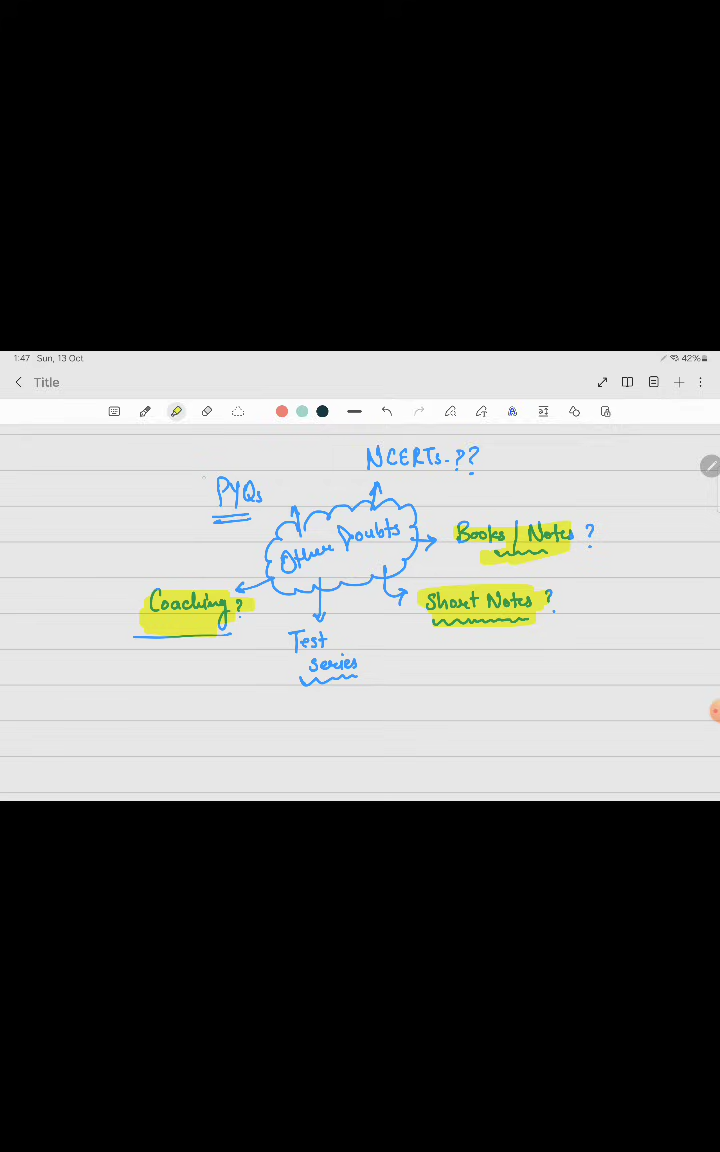 1:47 Sun, 13 Oct
42%
Title
NCERTs-??
PYQs
Other Doubts
Books | Notes ?
Coaching ?
Short Notes ?
Test
series